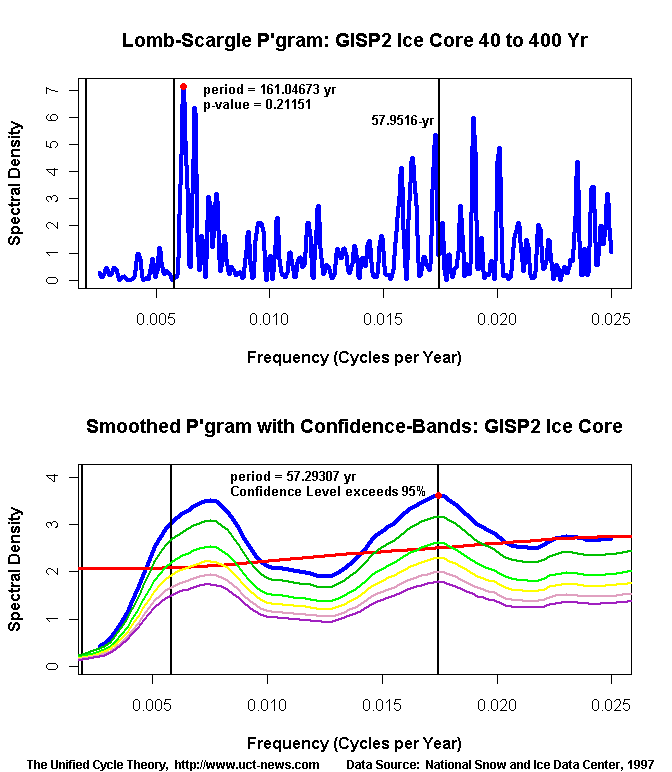 Lomb-Scargle P'gram: GISP2 Ice Core 40 to 400 Yr
period = 161.04673 yr
p-value = 0.21151
57.9516-yr
Spectral Density
7
6
5
4
3
2
1
0
0.005 0.010 0.015 0.020 0.025
Frequency (Cycles per Year)
Smoothed P'gram with Confidence-Bands: GISP2 Ice Core
period = 57.29307 yr
Confidence Level exceeds 95%
Spectral Density
4
3
2
1
0
0.005 0.010 0.015 0.020 0.025
Frequency (Cycles per Year)
The Unified Cycle Theory, http://www.uct-news.com Data Source: National Snow and Ice Data Center, 1997